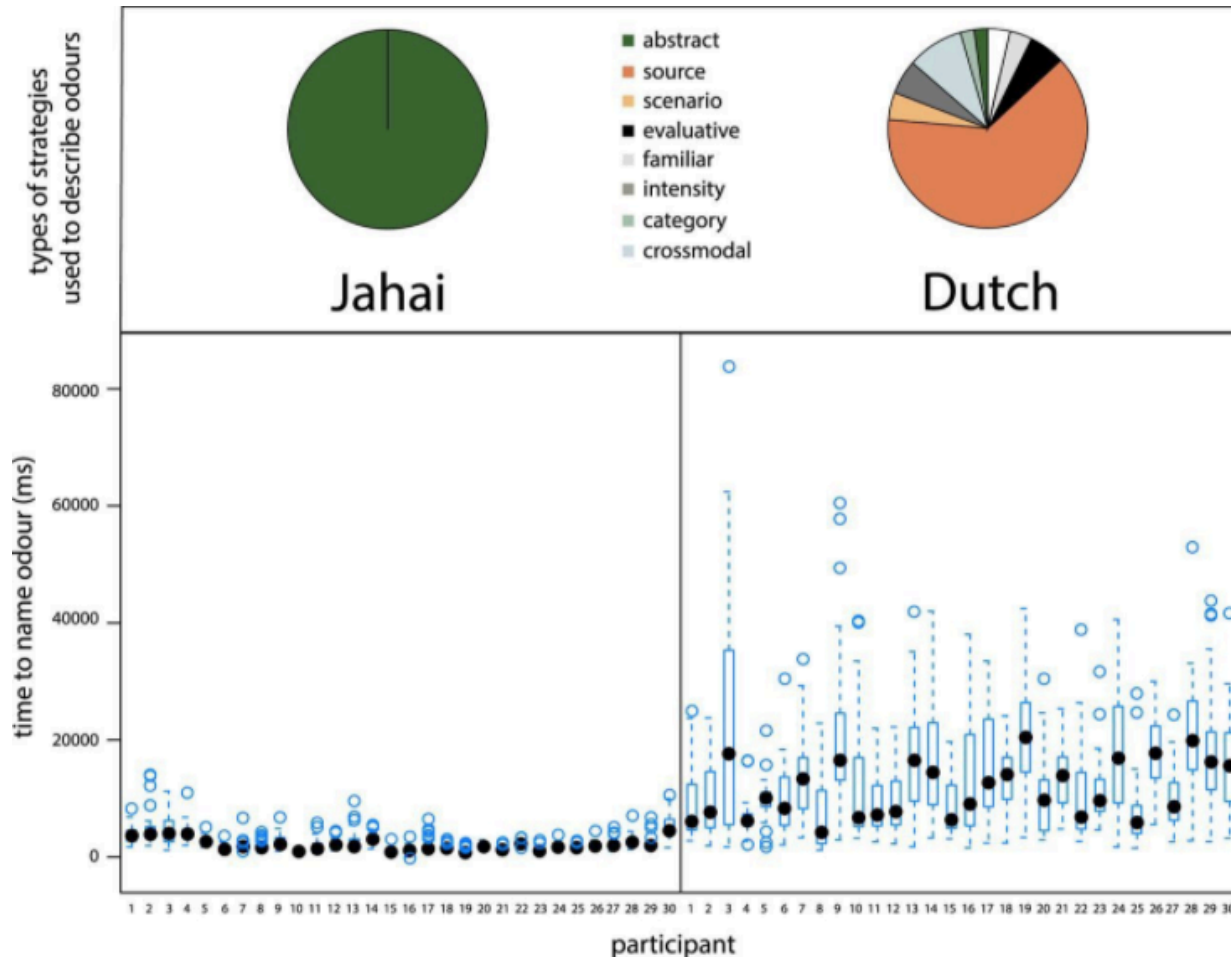 types of strategies
used to describe odours
abstract
source
scenario
evaluative
familiar
intensity
category
crossmodal
Jahai
Dutch
time to name odour (ms)
80000
60000
40000
20000
0
1 2 3 4 5 6 7 8 9 10 11 12 13 14 15 16 17 18 19 20 21 22 23 24 25 26 27 28 29 30
1 2 3 4 5 6 7 8 9 10 11 12 13 14 15 16 17 18 19 20 21 22 23 24 25 26 27 28 29
participant